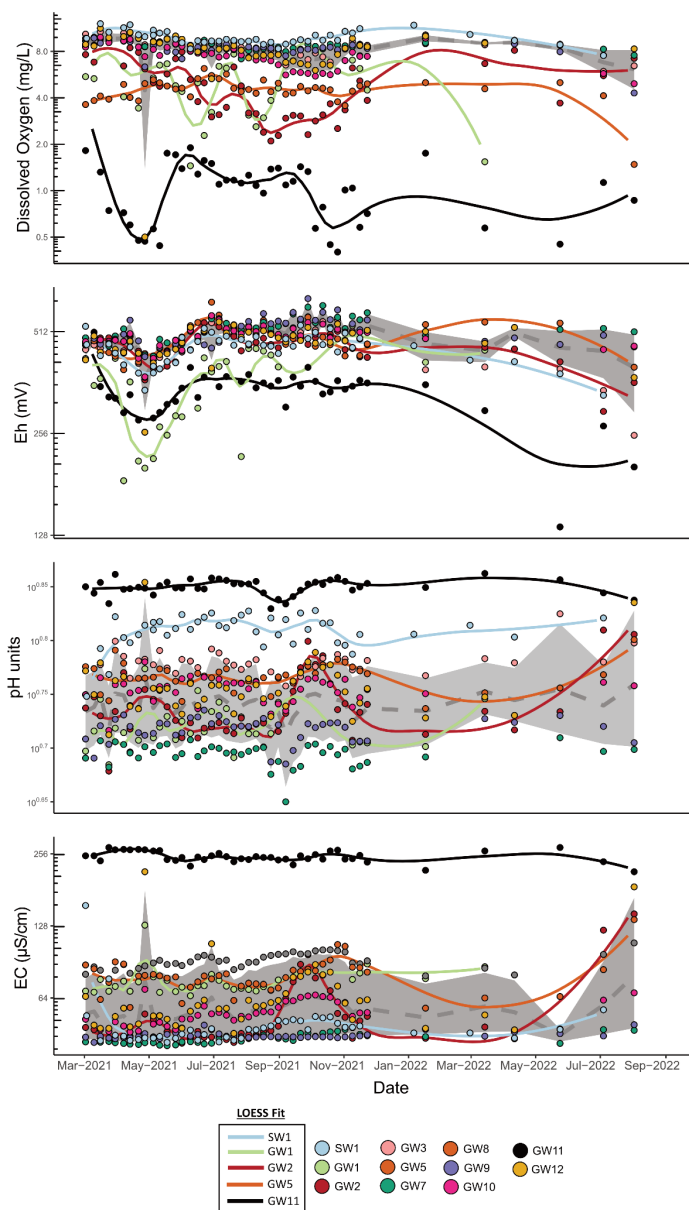 8.0
4.0
2.0
1.0
0.5
Dissolved Oxygen (mg/L)
512
256
128
Eh (mV)
10^0.85
10^0.8
10^0.75
10^0.7
10^0.65
pH units
256
128
64
EC (µS/cm)
Mar−2021 May−2021 Jul−2021 Sep−2021 Nov−2021 Jan−2022 Mar−2022 May−2022 Jul−2022 Sep−2022
Date
LOESS Fit
SW1
GW1
GW2
GW5
GW11
SW1 GW3 GW8 GW11
GW1 GW5 GW9 GW12
GW2 GW7 GW10